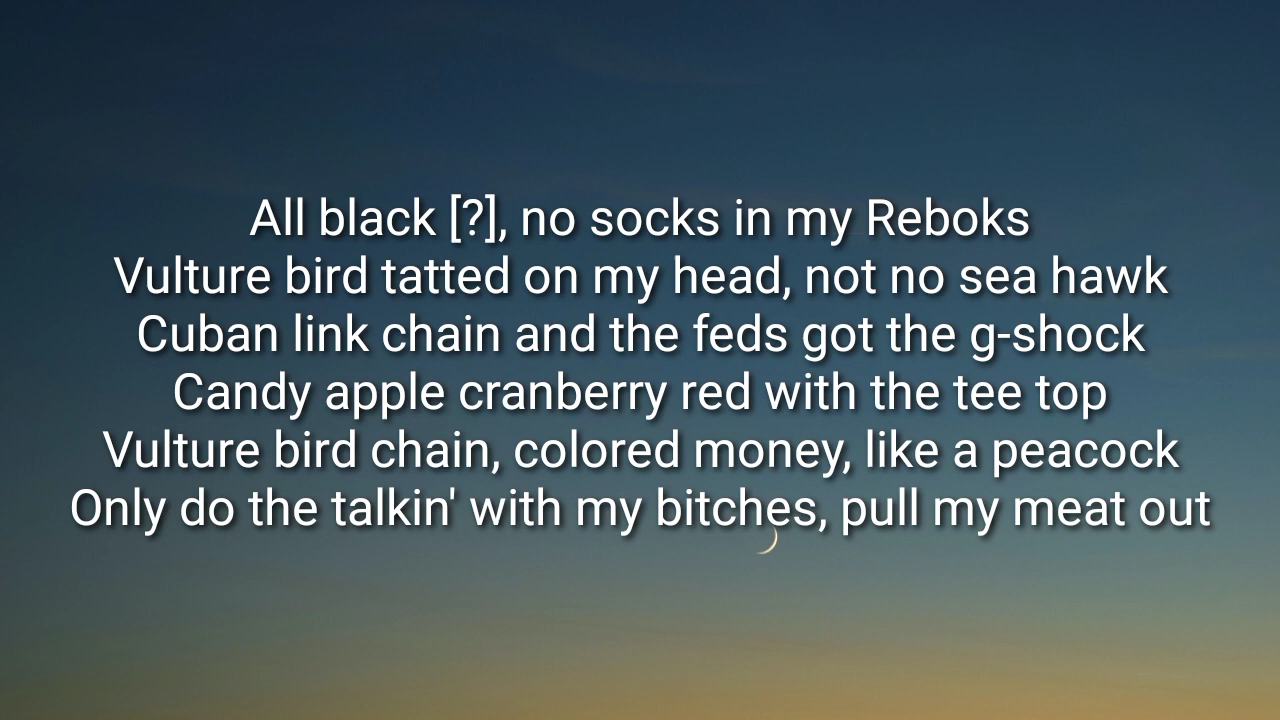 All black [?], no socks in my Reboks
Vulture bird tatted on my head, not no sea hawk
Cuban link chain and the feds got the g-shock
Candy apple cranberry red with the tee top
Vulture bird chain, colored money, like a peacock
Only do the talkin' with my bitches, pull my meat out